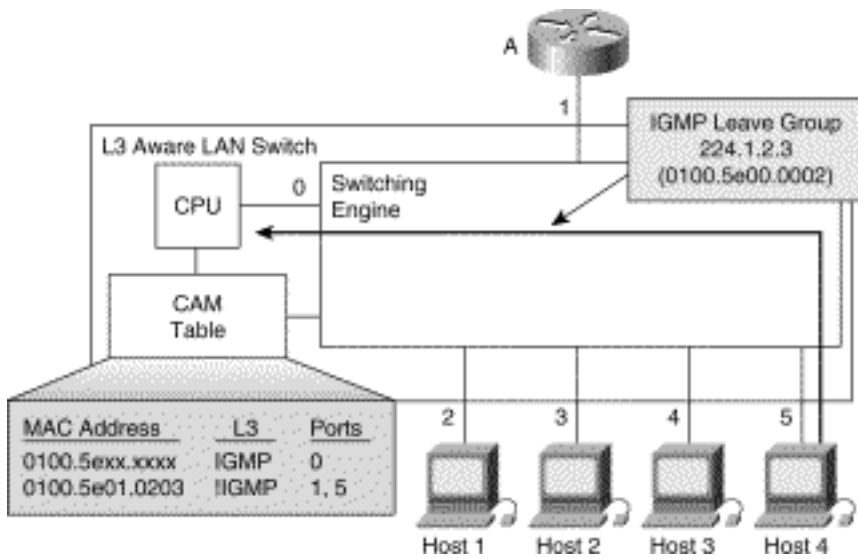 A
1
IGMP Leave Group
224.1.2.3
(0100.5e00.0002)
L3 Aware LAN Switch
0
Switching
Engine
CPU
CAM
Table
MAC Address L3 Ports
0100.5exx.xxxx IGMP 0
0100.5e01.0203 !IGMP 1, 5
2 3 4 5
Host 1 Host 2 Host 3 Host 4